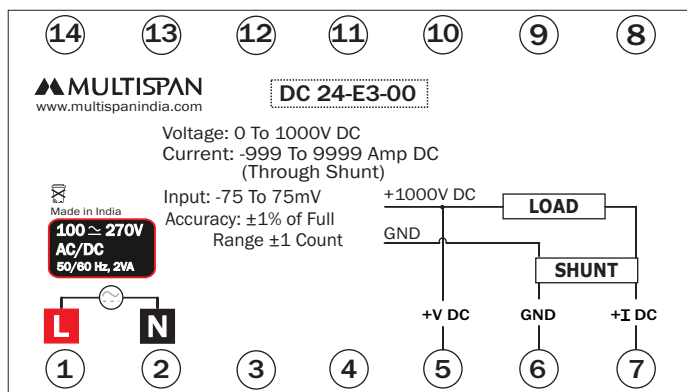 14 13 12 11 10 9 8
MULTISPAN
www.multispanindia.com
DC 24-E3-00
Voltage: 0 To 1000V DC
Current: -999 To 9999 Amp DC
(Through Shunt)
Input: -75 To 75mV
Accuracy: ±1% of Full
Range ±1 Count
Made in India
100 ≃ 270V
AC/DC
50/60 Hz, 2VA
L N
+1000V DC
LOAD
GND
SHUNT
+V DC GND +I DC
1 2 3 4 5 6 7